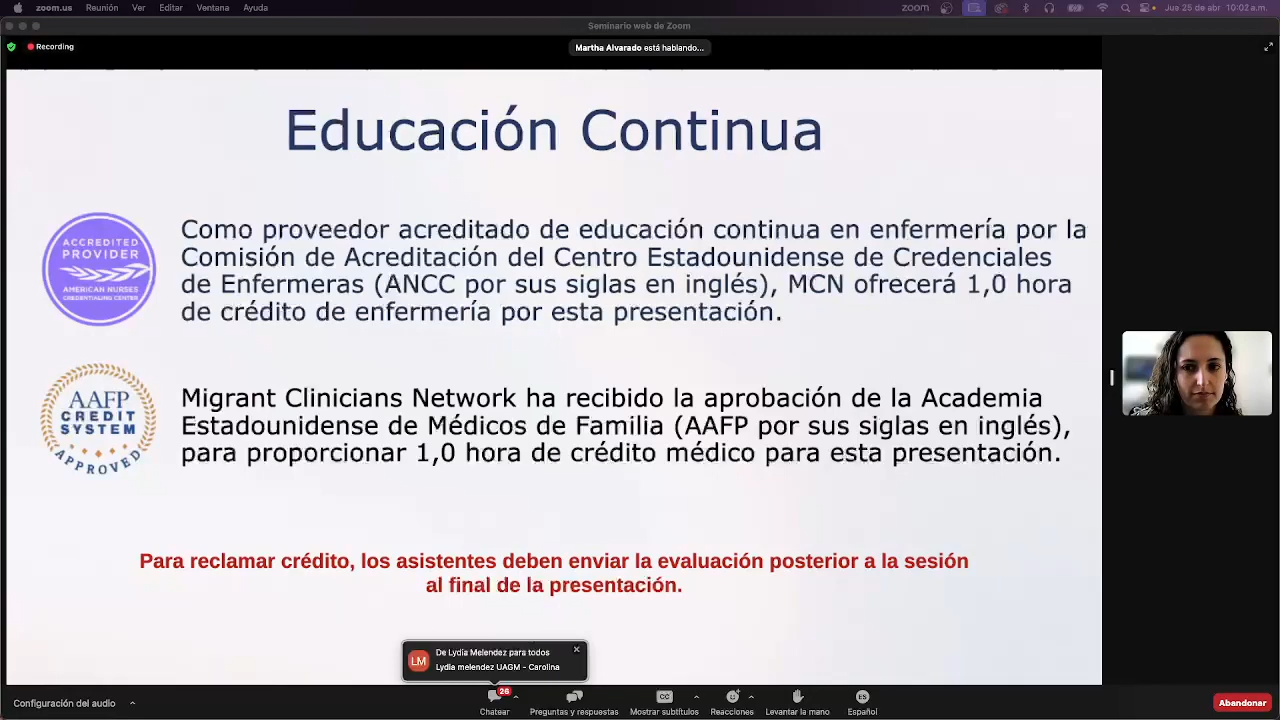 zoom.us Reunión Ver Editar Ventana Ayuda
zoom Jue 25 de abr 10:02 a.m.
Seminario web de Zoom
Recording
Martha Alvarado está hablando...
Educación Continua
ACCREDITED
PROVIDER
AMERICAN NURSES
CREDENTIALING CENTER
Como proveedor acreditado de educación continua en enfermería por la
Comisión de Acreditación del Centro Estadounidense de Credenciales
de Enfermeras (ANCC por sus siglas en inglés), MCN ofrecerá 1,0 hora
de crédito de enfermería por esta presentación.
AAFP
CREDIT
SYSTEM
APPROVED
Migrant Clinicians Network ha recibido la aprobación de la Academia
Estadounidense de Médicos de Familia (AAFP por sus siglas en inglés),
para proporcionar 1,0 hora de crédito médico para esta presentación.
Para reclamar crédito, los asistentes deben enviar la evaluación posterior a la sesión
al final de la presentación.
LM
De Lydia Melendez para todos
Lydia melendez UAGM - Carolina
Configuración del audio
26
Chatear
Preguntas y respuestas
CC
Mostrar subtítulos
Reacciones
Levantar la mano
ES
Español
Abandonar